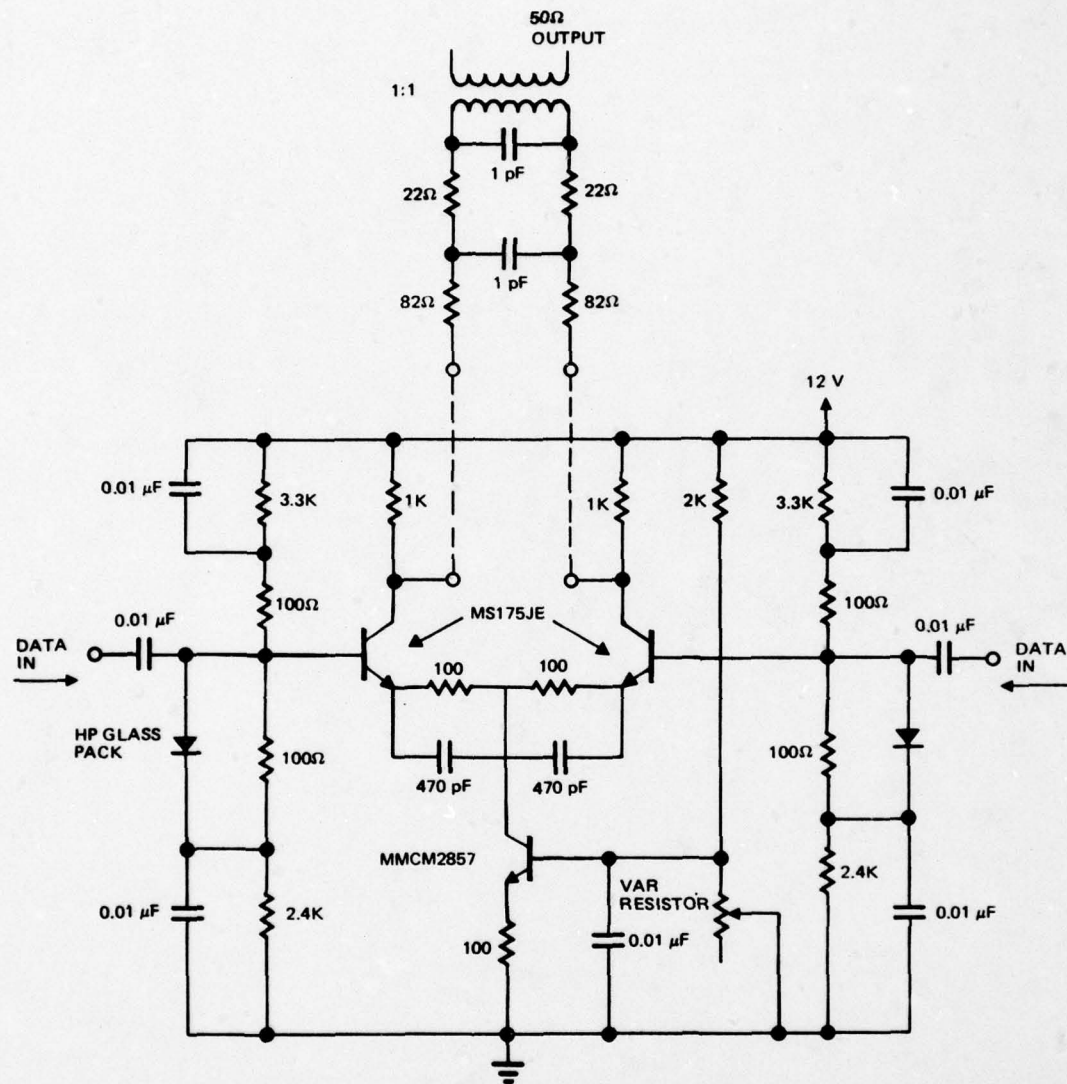 50Ω
OUTPUT
1:1
1 pF
22Ω
22Ω
1 pF
82Ω
82Ω
12 V
0.01 µF
3.3K
1K
1K
2K
3.3K
0.01 µF
100Ω
MS175JE
100Ω
0.01 µF
0.01 µF
DATA
IN
100
100
DATA
IN
HP GLASS
PACK
100Ω
100Ω
470 pF
470 pF
MMCM2857
VAR
RESISTOR
2.4K
0.01 µF
2.4K
100
0.01 µF
0.01 µF